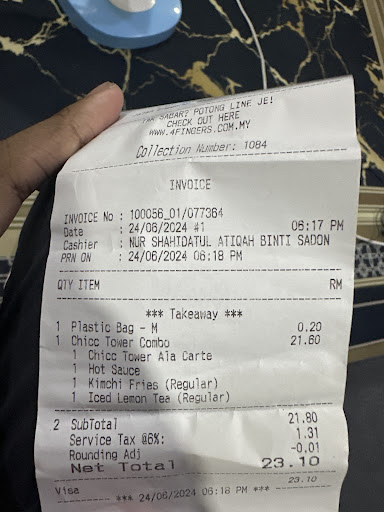 SABAR? POTONG LINE JE!
CHECK OUT HERE
WWW.4FINGERS.COM.MY
Collection Number: 1084
INVOICE
INVOICE No : 100056_01/077364
Date : 24/06/2024 #1 06:17 PM
Cashier : NUR SHAHIDATUL ATIQAH BINTI SADON
PRN ON : 24/06/2024 06:18 PM
QTY ITEM RM
*** Takeaway ***
1 Plastic Bag - M 0.20
1 Chicc Tower Combo 21.60
1 Chicc Tower Ala Carte
1 Hot Sauce
1 Kimchi Fries (Regular)
1 Iced Lemon Tea (Regular)
2 SubTotal 21.80
Service Tax @6%: 1.31
Rounding Adj -0.01
Net Total 23.10
Visa 23.10
*** 24/06/2024 06:18 PM ***